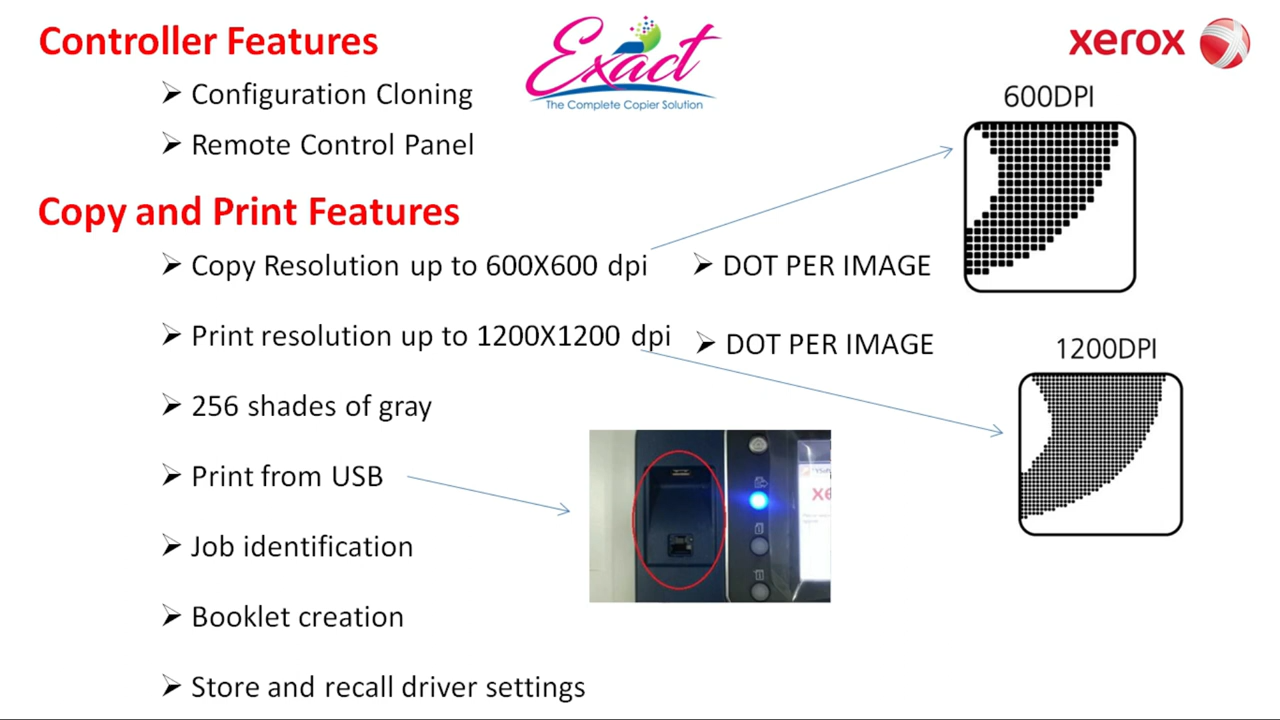 Controller Features
Exact
The Complete Copier Solution
xerox
Configuration Cloning
Remote Control Panel
600DPI
Copy and Print Features
Copy Resolution up to 600X600 dpi
DOT PER IMAGE
Print resolution up to 1200X1200 dpi
DOT PER IMAGE
1200DPI
256 shades of gray
Print from USB
Job identification
Booklet creation
Store and recall driver settings